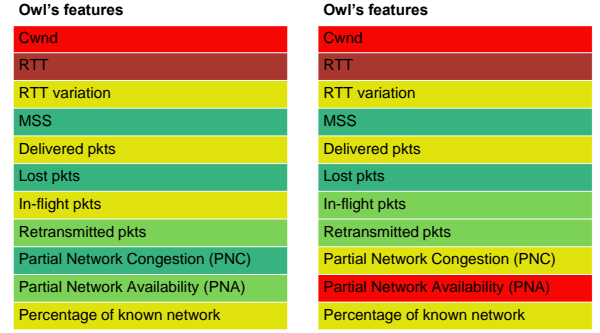 Owl's features
Cwnd
RTT
RTT variation
MSS
Delivered pkts
Lost pkts
In-flight pkts
Retransmitted pkts
Partial Network Congestion (PNC)
Partial Network Availability (PNA)
Percentage of known network
Owl's features
Cwnd
RTT
RTT variation
MSS
Delivered pkts
Lost pkts
In-flight pkts
Retransmitted pkts
Partial Network Congestion (PNC)
Partial Network Availability (PNA)
Percentage of known network